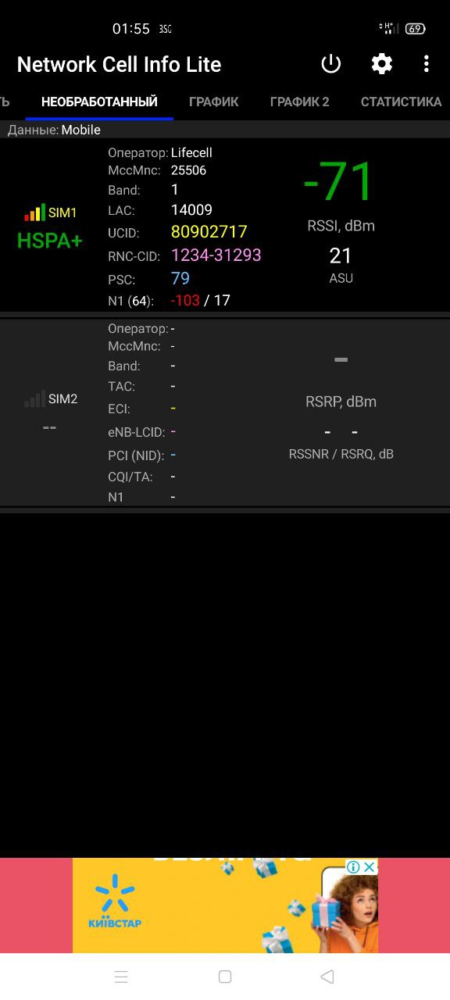 01:55 69
Network Cell Info Lite
Ь НЕОБРАБОТАННЫЙ ГРАФИК ГРАФИК 2 СТАТИСТИКА
Данные: Mobile
Оператор: Lifecell
MccMnc: 25506
Band: 1
LAC: 14009
UCID: 80902717
RNC-CID: 1234-31293
PSC: 79
N1 (64): -103 / 17
SIM1
HSPA+
-71
RSSI, dBm
21
ASU
Оператор: -
MccMnc: -
Band: -
TAC: -
ECI: -
eNB-LCID: -
PCI (NID): -
CQI/TA: -
N1 -
SIM2
--
-
RSRP, dBm
- -
RSSNR / RSRQ, dB
КИЇВСТАР